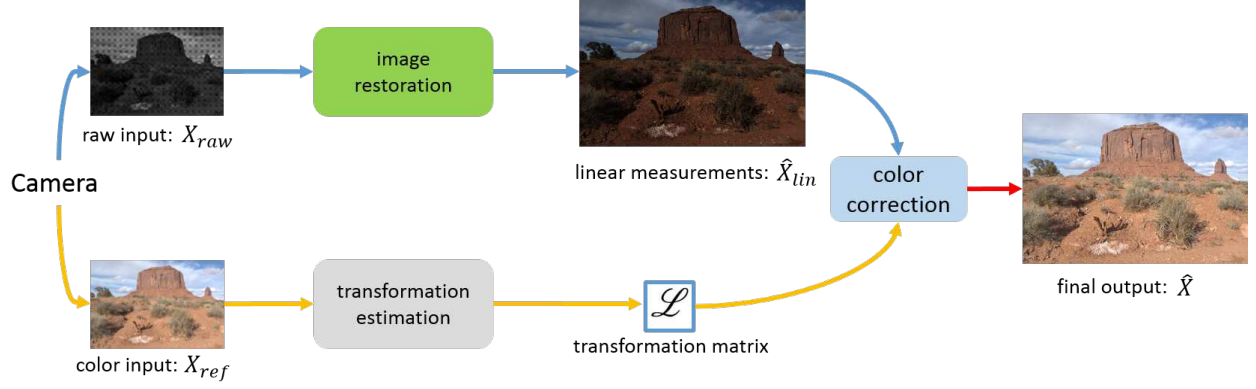 image
restoration
raw input: X_raw
linear measurements: X̂_lin
Camera
color
correction
final output: X̂
transformation
estimation
ℒ
color input: X_ref
transformation matrix